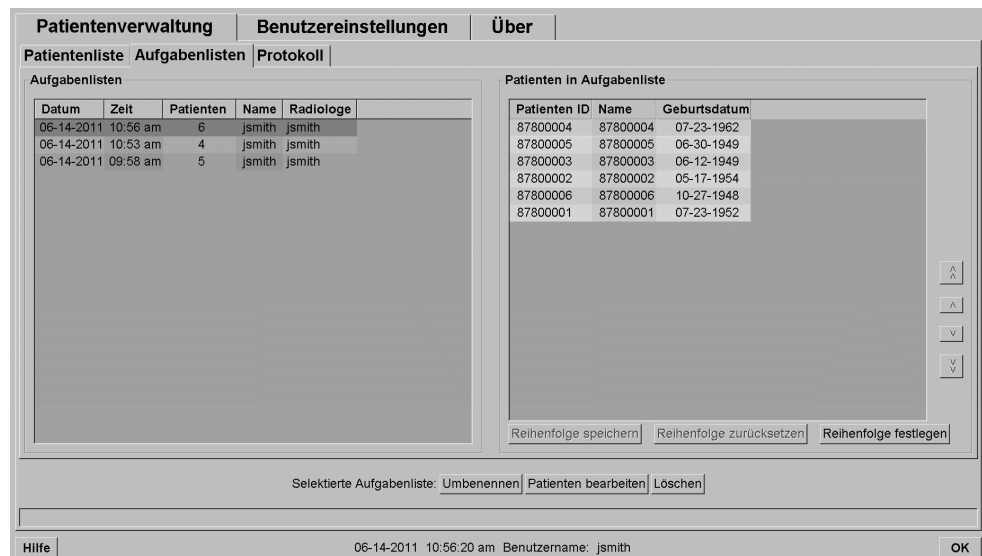 Patientenverwaltung Benutzereinstellungen Über
Patientenliste Aufgabenlisten Protokoll
Aufgabenlisten
Datum Zeit Patienten Name Radiologe
06-14-2011 10:56 am 6 jsmith jsmith
06-14-2011 10:53 am 4 jsmith jsmith
06-14-2011 09:58 am 5 jsmith jsmith
Patienten in Aufgabenliste
Patienten ID Name Geburtsdatum
87800004 87800004 07-23-1962
87800005 87800005 06-30-1949
87800003 87800003 06-12-1949
87800002 87800002 05-17-1954
87800006 87800006 10-27-1948
87800001 87800001 07-23-1952
Reihenfolge speichern Reihenfolge zurücksetzen Reihenfolge festlegen
Selektierte Aufgabenliste: Umbenennen Patienten bearbeiten Löschen
Hilfe 06-14-2011 10:56:20 am Benutzername: jsmith OK